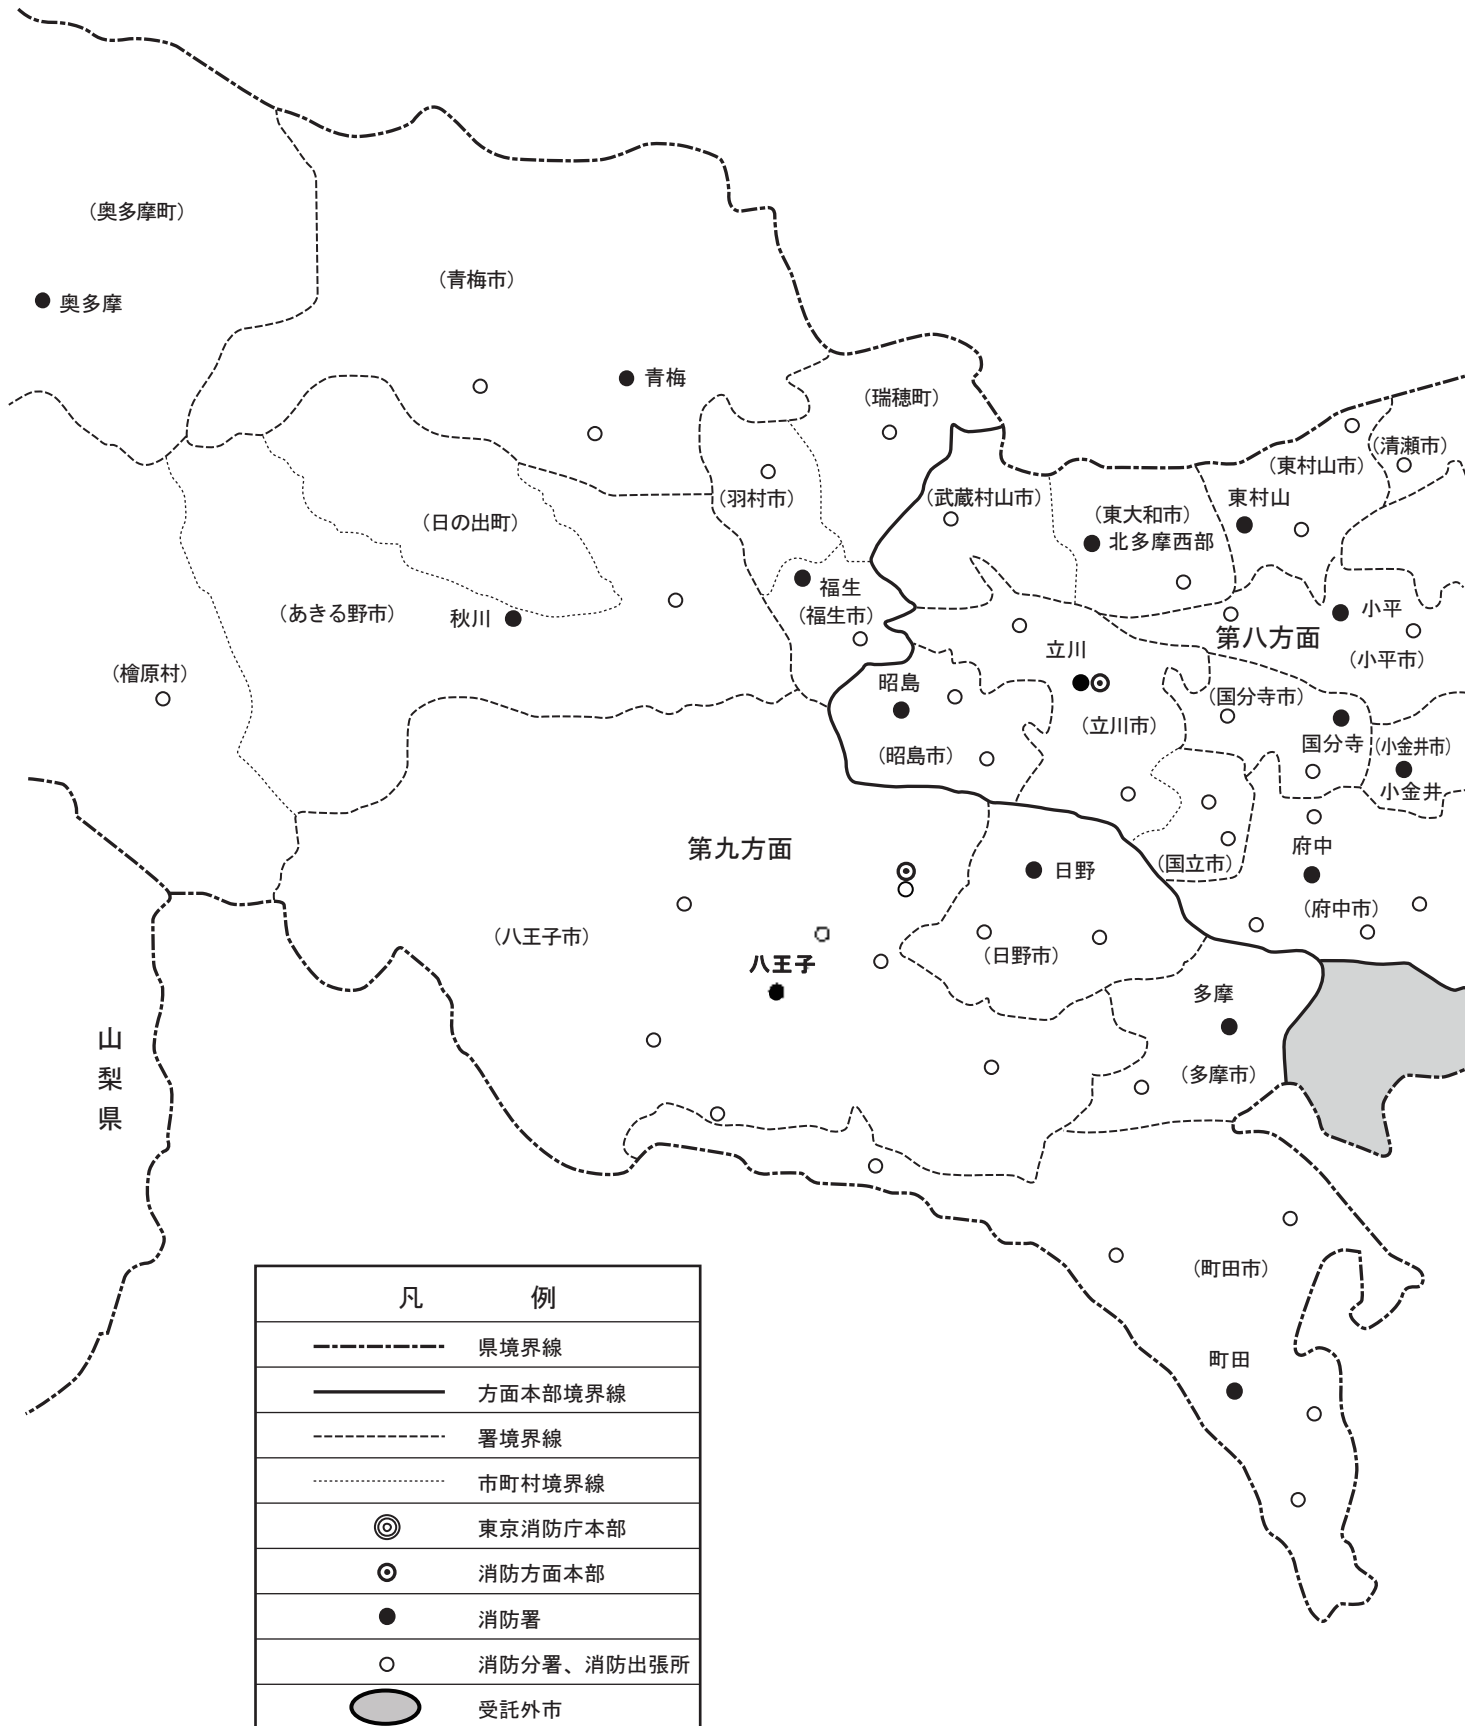 （奥多摩町）
奥多摩
（青梅市）
青梅
（瑞穂町）
（清瀬市）
（東村山市）
東村山
（羽村市）
（武蔵村山市）
（東大和市）
北多摩西部
（日の出町）
（あきる野市）
秋川
福生
（福生市）
小平
第八方面
（小平市）
（檜原村）
立川
昭島
（国分寺市）
（立川市）
（昭島市）
国分寺
（小金井市）
小金井
第九方面
府中
（国立市）
日野
（府中市）
（八王子市）
（日野市）
八王子
多摩
（多摩市）
山梨県
（町田市）
町田
凡例
県境界線
方面本部境界線
署境界線
市町村境界線
東京消防庁本部
消防方面本部
消防署
消防分署、消防出張所
受託外市